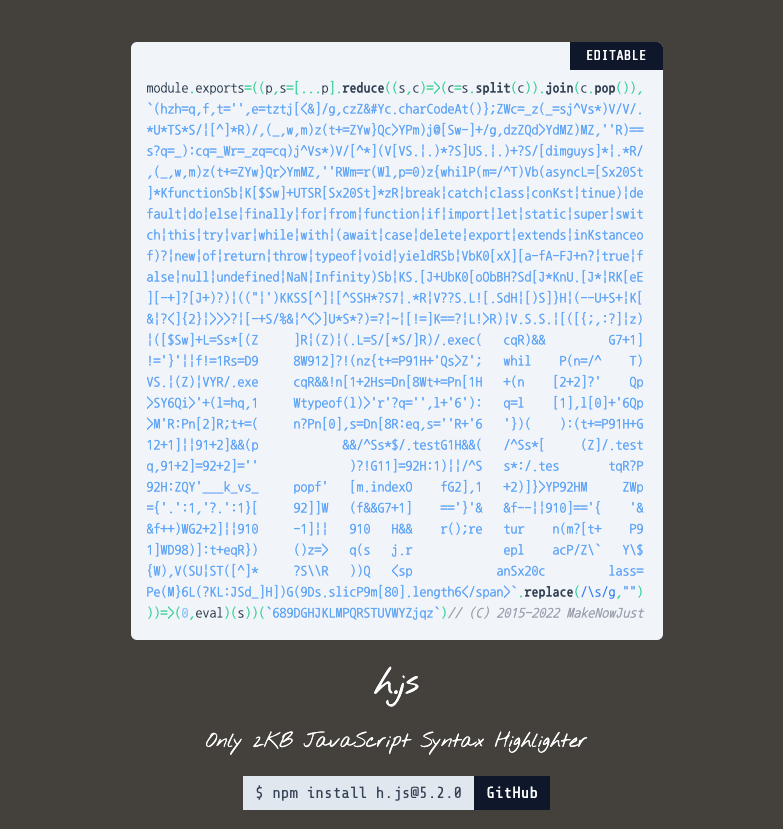 EDITABLE
module.exports=((p,s=[...p].reduce((s,c)=>(c=s.split(c)).join(c.pop()),
`(hzh=q,f,t='',e=tztj[<&]/g,czZ&#Yc.charCodeAt()};ZWc=_z(_=sj^Vs*)V/V/.
*U*TS*S/¦[^]*R)/,(_,w,m)z(t+=ZYw}Qc>YPm)j@[Sw-]+/g,dzZQd>YdMZ)MZ,''R)==
s?q=_):cq=_Wr=_zq=cq)j^Vs*)V/[^*](V[VS.¦.)*?S]US.¦.)+?S/[dimguys]*¦.*R/
,(_,w,m)z(t+=ZYw}Qr>YmMZ,''RWm=r(Wl,p=0)z{whilP(m=/^T)Vb(asyncL=[Sx20St
]*KfunctionSb¦K[$Sw]+UTSR[Sx20St]*zR¦break¦catch¦class¦conKst¦tinue)¦de
fault¦do¦else¦finally¦for¦from¦function¦if¦import¦let¦static¦super¦swit
ch¦this¦try¦var¦while¦with¦(await¦case¦delete¦export¦extends¦inKstanceo
f)?¦new¦of¦return¦throw¦typeof¦void¦yieldRSb¦VbK0[xX][a-fA-FJ+n?¦true¦f
alse¦null¦undefined¦NaN¦Infinity)Sb¦KS.[J+UbK0[oObBH?Sd[J*KnU.[J*¦RK[eE
][-+]?[J+)?)¦(("¦')KKSS[^]¦[^SSH*?S7¦.*R¦V??S.L![.SdH¦[)S]}H¦(--U+S+¦K[
&¦?<]{2}¦>>>?¦[-+S/%&¦^<>]U*S*?)=?¦~¦[!=]K==?¦L!>R)¦V.S.S.¦[([{;,:?]¦z)
¦([$Sw]+L=Ss*[(Z     ]R¦(Z)¦(.L=S/[*S/]R)/.exec(   cqR)&&         G7+1]
!='}'¦¦f!=1Rs=D9     8W912]?!(nz{t+=P91H+'Qs>Z';   whil    P(n=/^    T)
VS.¦(Z)¦VYR/.exe     cqR&&!n[1+2Hs=Dn[8Wt+=Pn[1H   +(n    [2+2]?'    Qp
>SY6Qi>'+(l=hq,1     Wtypeof(l)>'r'?q='',l+'6'):   q=l    [1],l[0]+'6Qp
>M'R:Pn[2]R;t+=(     n?Pn[0],s=Dn[8R:eq,s=''R+'6   '})(    ):(t+=P91H+G
12+1]¦¦91+2]&&(p            &&/^Ss*$/.testG1H&&(   /^Ss*[     (Z]/.test
q,91+2]=92+2]=''             )?!G11]=92H:1)¦¦/^S   s*:/.tes       tqR?P
92H:ZQY'___k_vs_     popf'   [m.indexO    fG2],1   +2)]}>YP92HM     ZWp
={'.':1,'?.':1}[     92]]W   (f&&G7+1]    =='}'&   &f--¦¦910]=='{    '&
&f++)WG2+2]¦¦910     -1]¦¦   910   H&&    r();re   tur    n(m?[t+    P9
1]WD98)]:t+eqR})     ()z=>   q(s   j.r             epl    acP/Z\`   Y\$
{W),V(SU¦ST([^]*     ?S\\R   ))Q   <sp            anSx20c         lass=
Pe(M}6L(?KL:JSd_]H])G(9Ds.slicP9m[80].length6</span>`.replace(/\s/g,"")
))=>(0,eval)(s))(`689DGHJKLMPQRSTUVWYZjqz`)// (C) 2015-2022 MakeNowJust
h.js
Only 2KB JavaScript Syntax Highlighter
$ npm install h.js@5.2.0
GitHub